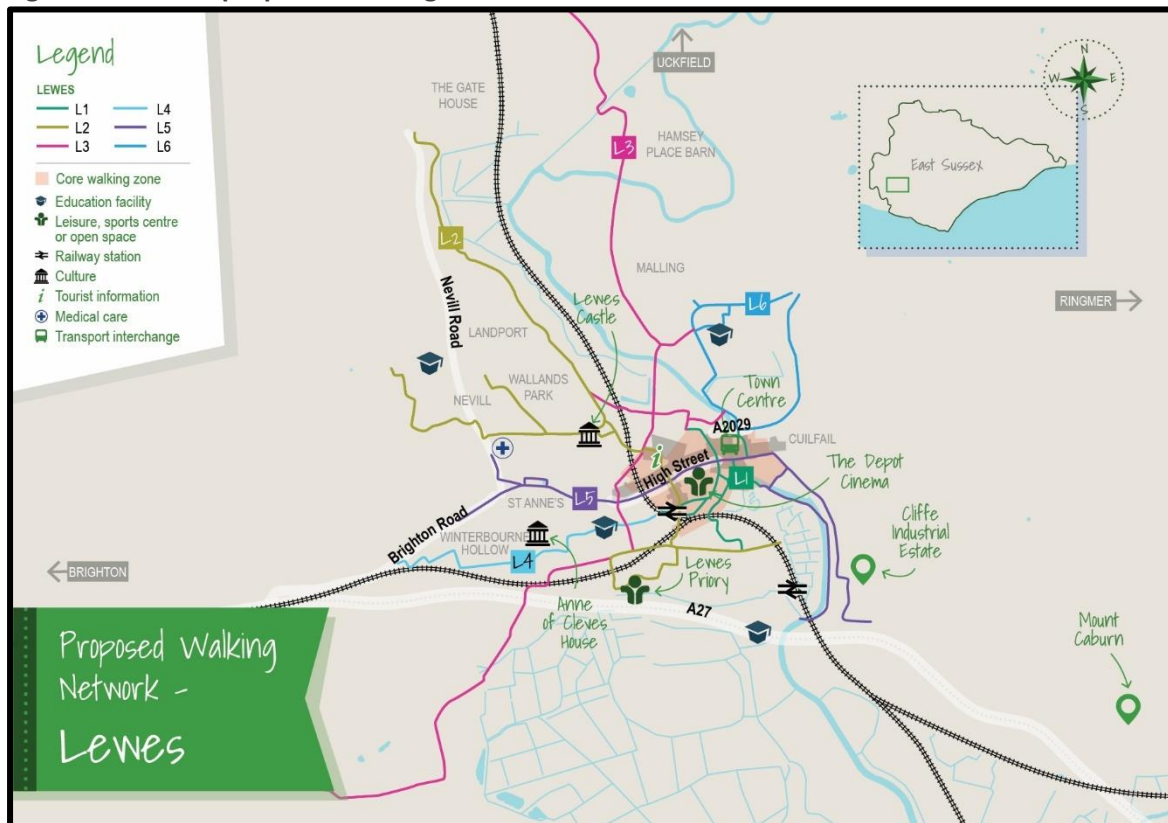 Legend
LEWES
L1
L4
L2
L5
L3
L6
Core walking zone
Education facility
Leisure, sports centre
or open space
Railway station
Culture
i Tourist information
Medical care
Transport interchange
UCKFIELD
N
W E
S
East Sussex
THE GATE
HOUSE
HAMSEY
PLACE BARN
L3
L2
Nevill Road
MALLING
Lewes
Castle
L6
RINGMER
LANDPORT
WALLANDS
PARK
NEVILL
Town
Centre
A2029
CUILFAIL
i
High Street
L1
The Depot
Cinema
ST ANNE'S
L5
Brighton Road
WINTERBOURNE
HOLLOW
L4
BRIGHTON
Cliffe
Industrial
Estate
Lewes
Priory
A27
Anne
of Cleves
House
Mount
Caburn
Proposed Walking
Network -
Lewes